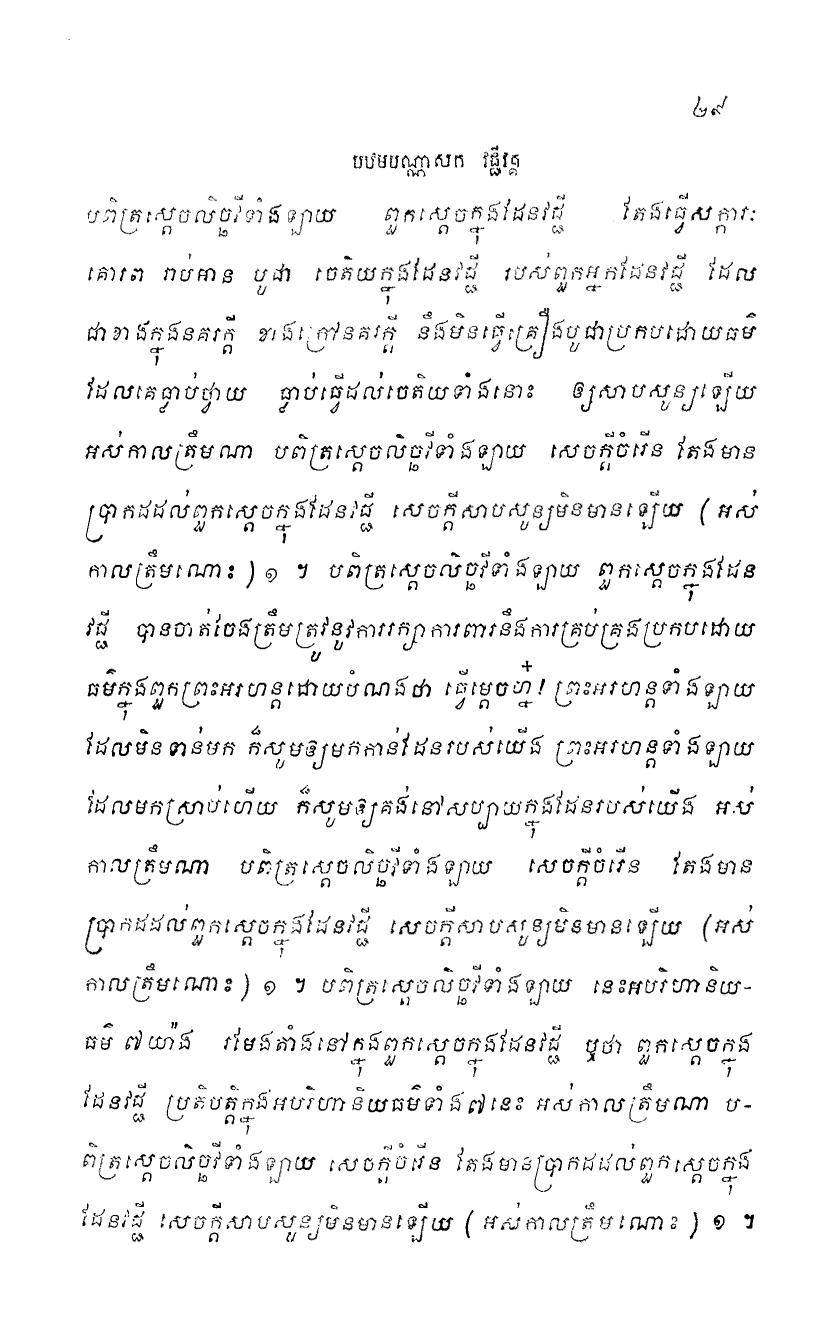 ២៩
បឋមបណ្ណាសក វជ្ជីវគ្គ
បពិត្រស្តេចលិច្ឆវីទាំងឡាយ ពួកស្តេចក្នុងដែនវជ្ជី តែងធ្វើសក្ការៈ
គោរព រាប់អាន បូជា ចេតិយក្នុងដែនវជ្ជី របស់ពួកអ្នកដែនវជ្ជី ដែល
ជាខាងក្នុងនគរក្តី ខាងក្រៅនគរក្តី នឹងមិនធ្វើគ្រឿងបូជាប្រកបដោយធម៌
ដែលគេធ្លាប់ថ្វាយ ធ្លាប់ធ្វើដល់ចេតិយទាំងនោះ ឲ្យសាបសូន្យឡើយ
អស់កាលត្រឹមណា បពិត្រស្តេចលិច្ឆវីទាំងឡាយ សេចក្តីចំរើន តែងមាន
ប្រាកដដល់ពួកស្តេចក្នុងដែនវជ្ជី សេចក្តីសាបសូន្យមិនមានឡើយ (អស់
កាលត្រឹមណោះ) ១ ។ បពិត្រស្តេចលិច្ឆវីទាំងឡាយ ពួកស្តេចក្នុងដែន
វជ្ជី បានចាត់ចែងត្រឹមត្រូវនូវការរក្សាការពារនឹងការគ្រប់គ្រងប្រកបដោយ
ធម៌ក្នុងពួកព្រះអរហន្តដោយបំណងថា ធ្វើម្តេចហ្ន៎! ព្រះអរហន្តទាំងឡាយ
ដែលមិនទាន់មក ក៏សូមឲ្យមកកាន់ដែនរបស់យើង ព្រះអរហន្តទាំងឡាយ
ដែលមកស្រាប់ហើយ ក៏សូមឲ្យគង់នៅសប្បាយក្នុងដែនរបស់យើង អស់
កាលត្រឹមណា បពិត្រស្តេចលិច្ឆវីទាំងឡាយ សេចក្តីចំរើន តែងមាន
ប្រាកដដល់ពួកស្តេចក្នុងដែនវជ្ជី សេចក្តីសាបសូន្យមិនមានឡើយ (អស់
កាលត្រឹមណោះ) ១ ។ បពិត្រស្តេចលិច្ឆវីទាំងឡាយ នេះអបរិហានិយ-
ធម៌ ៧យ៉ាង រមែងតាំងនៅក្នុងពួកស្តេចក្នុងដែនវជ្ជី ឬថា ពួកស្តេចក្នុង
ដែនវជ្ជី ប្រតិបត្តិក្នុងអបរិហានិយធម៌ទាំង៧នេះ អស់កាលត្រឹមណា ប-
ពិត្រស្តេចលិច្ឆវីទាំងឡាយ សេចក្តីចំរើន តែងមានប្រាកដដល់ពួកស្តេចក្នុង
ដែនវជ្ជី សេចក្តីសាបសូន្យមិនមានឡើយ (អស់កាលត្រឹមណោះ) ១ ។